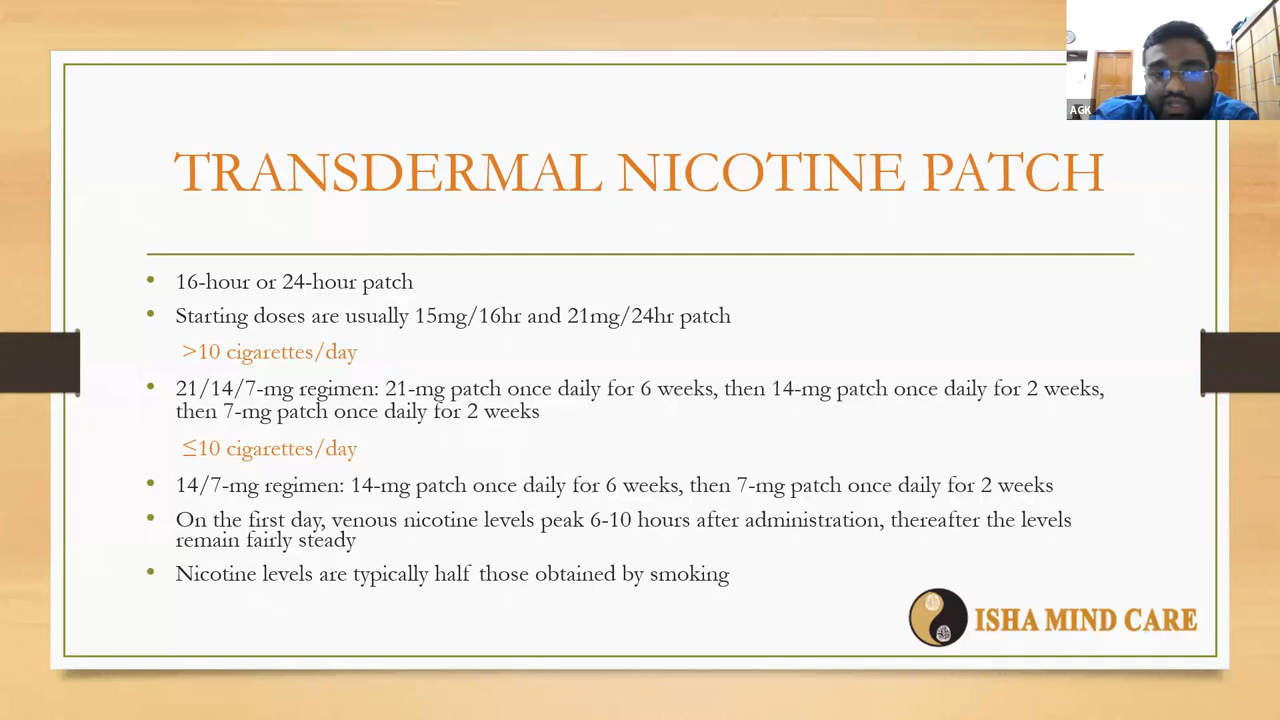 AGK
TRANSDERMAL NICOTINE PATCH
• 16-hour or 24-hour patch
• Starting doses are usually 15mg/16hr and 21mg/24hr patch
>10 cigarettes/day
• 21/14/7-mg regimen: 21-mg patch once daily for 6 weeks, then 14-mg patch once daily for 2 weeks,
then 7-mg patch once daily for 2 weeks
≤10 cigarettes/day
• 14/7-mg regimen: 14-mg patch once daily for 6 weeks, then 7-mg patch once daily for 2 weeks
• On the first day, venous nicotine levels peak 6-10 hours after administration, thereafter the levels
remain fairly steady
• Nicotine levels are typically half those obtained by smoking
ISHA MIND CARE